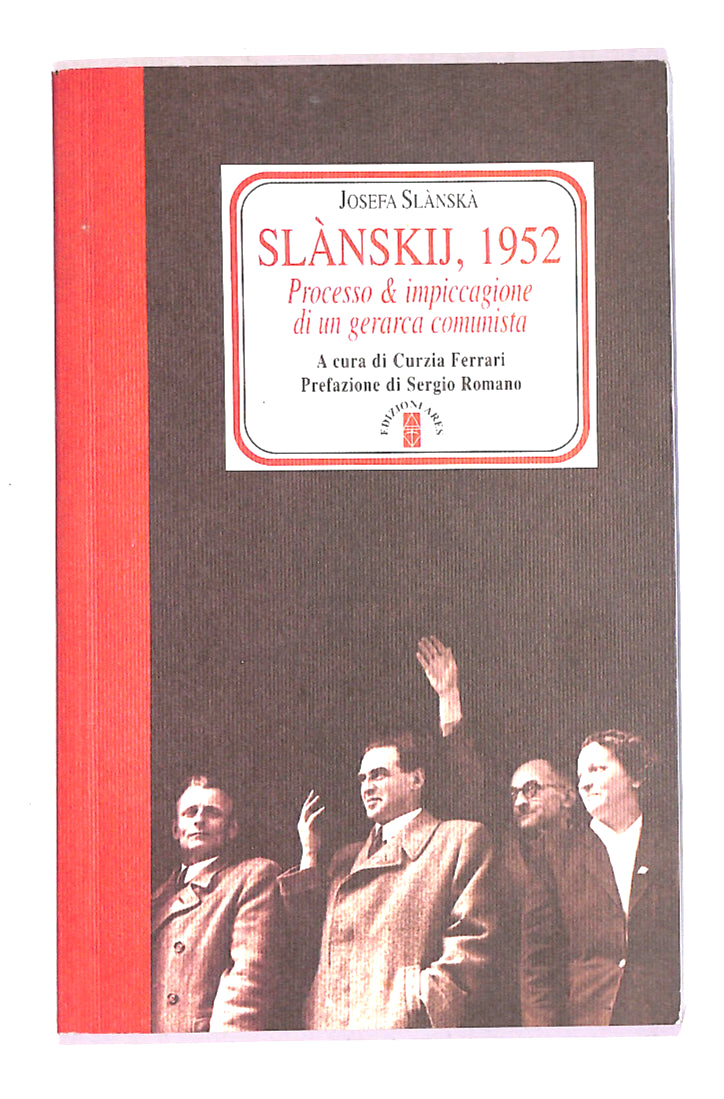 JOSEFA SLÀNSKÀ
SLÀNSKIJ, 1952
Processo & impiccagione
di un gerarca comunista
A cura di Curzia Ferrari
Prefazione di Sergio Romano
EDIZIONI ARES